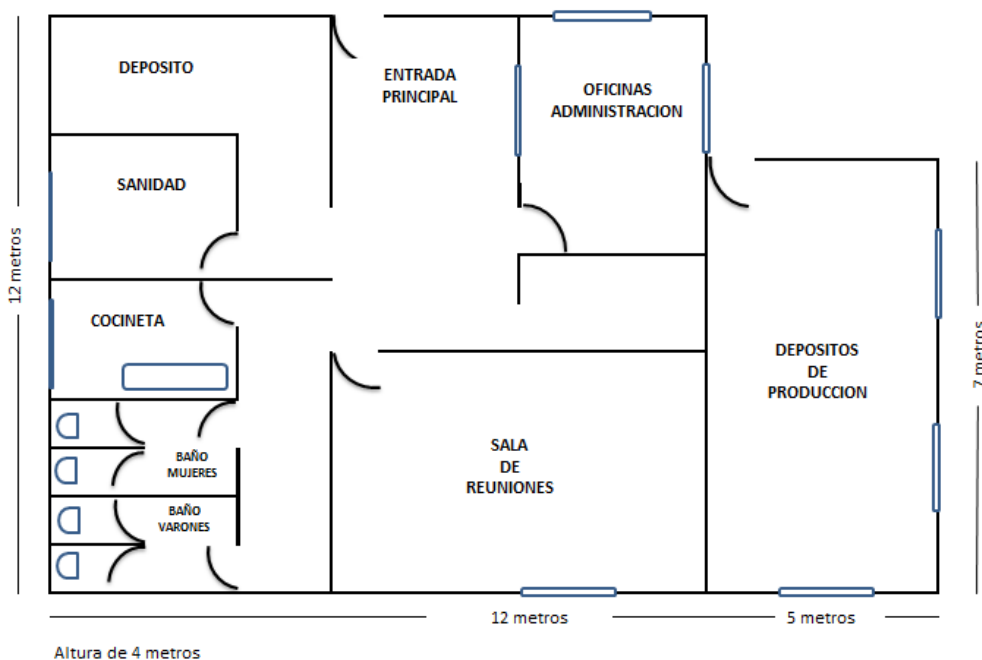 DEPOSITO
ENTRADA
PRINCIPAL
OFICINAS
ADMINISTRACION
SANIDAD
12 metros
COCINETA
DEPOSITOS
DE
PRODUCCION
7 metros
SALA
DE
REUNIONES
BAÑO
MUJERES
BAÑO
VARONES
12 metros
5 metros
Altura de 4 metros